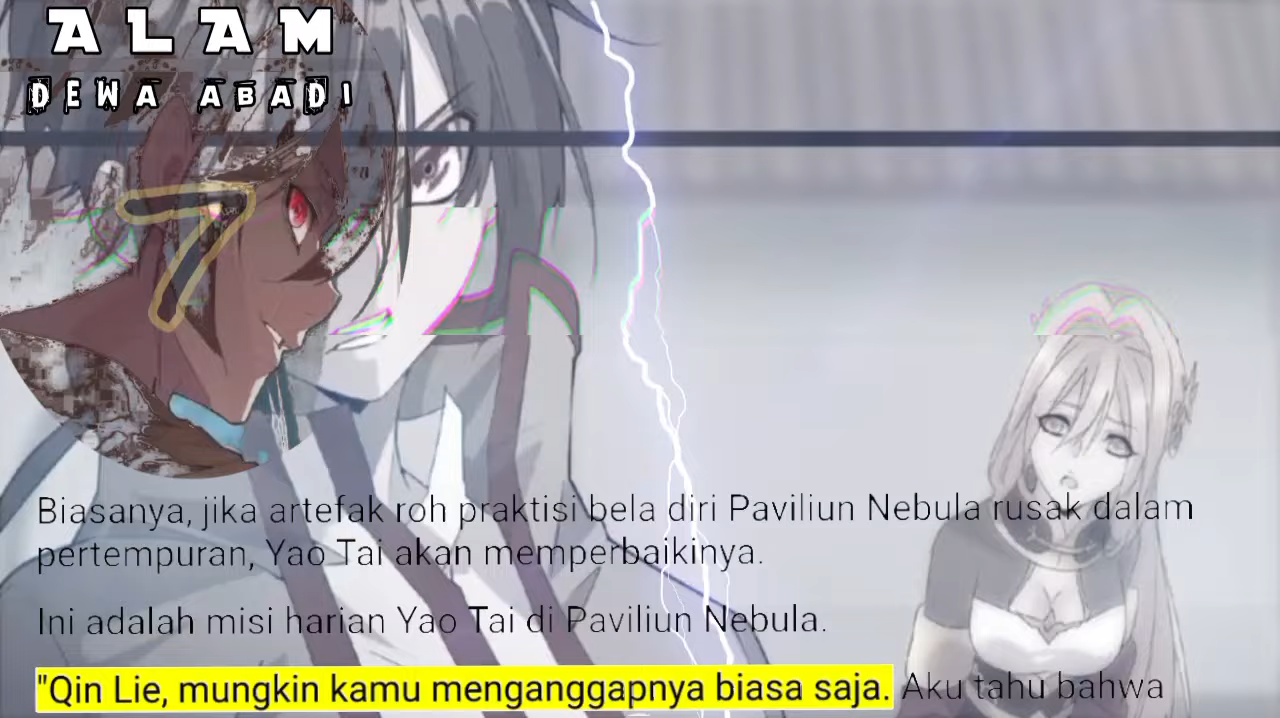 ALAM
DEWA ABADI
7
Biasanya, jika artefak roh praktisi bela diri Paviliun Nebula rusak dalam
pertempuran, Yao Tai akan memperbaikinya.
Ini adalah misi harian Yao Tai di Paviliun Nebula.
"Qin Lie, mungkin kamu menganggapnya biasa saja. Aku tahu bahwa